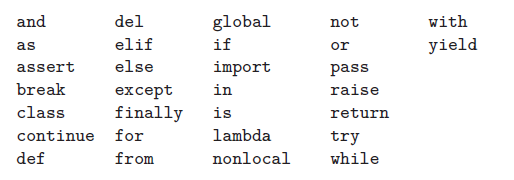 and del global not with
as elif if or yield
assert else import pass
break except in raise
class finally is return
continue for lambda try
def from nonlocal while